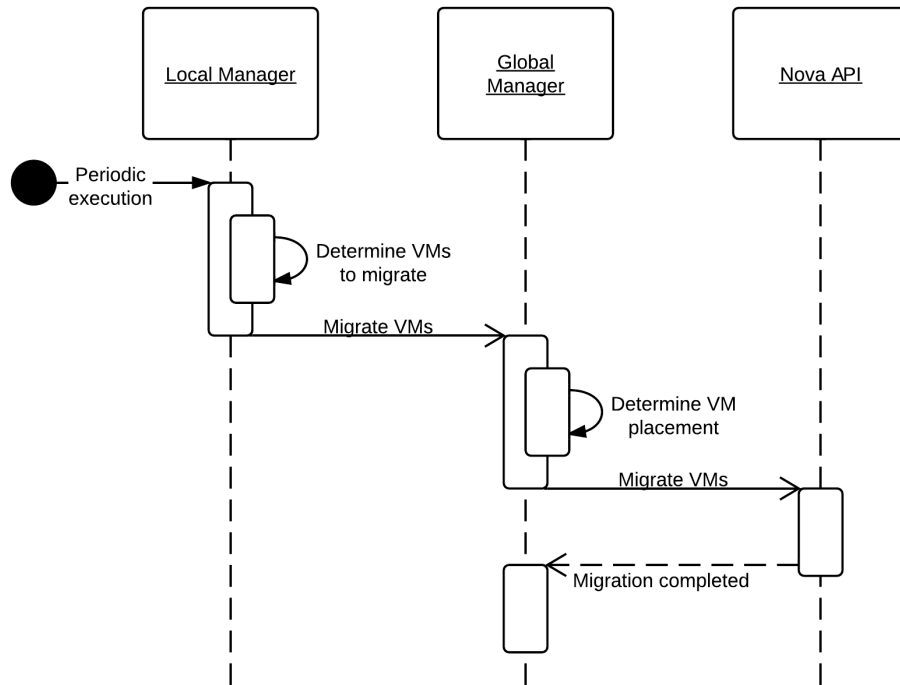 Local Manager
Global
Manager
Nova API
Periodic
execution
Determine VMs
to migrate
Migrate VMs
Determine VM
placement
Migrate VMs
Migration completed